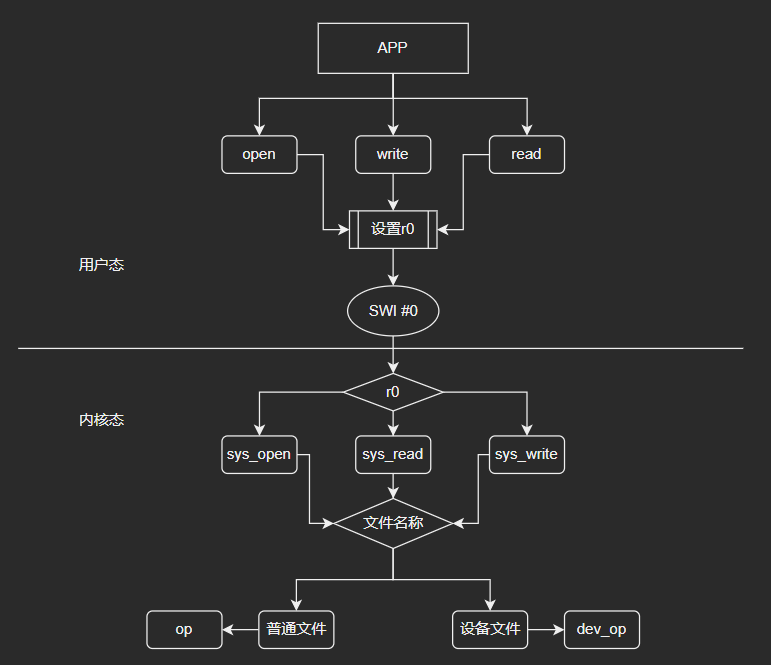 APP
open
write
read
设置r0
用户态
SWI #0
r0
内核态
sys_open
sys_read
sys_write
文件名称
op
普通文件
设备文件
dev_op